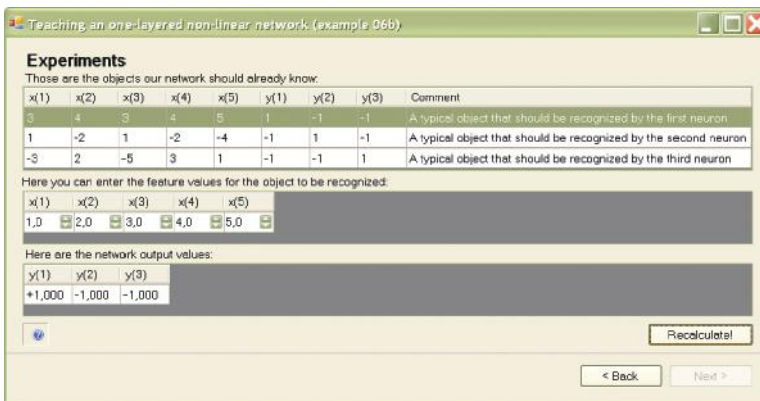 Teaching an one-layered non-linear network (example 06b)
Experiments
Those are the objects our network should already know:
x(1) x(2) x(3) x(4) x(5) y(1) y(2) y(3) Comment
3 4 3 4 5 1 -1 -1 A typical object that should be recognized by the first neuron
1 -2 1 -2 -4 -1 1 -1 A typical object that should be recognized by the second neuron
-3 2 -5 3 1 -1 -1 1 A typical object that should be recognized by the third neuron
Here you can enter the feature values for the object to be recognized:
x(1) x(2) x(3) x(4) x(5)
1,0 2,0 3,0 4,0 5,0
Here are the network output values:
y(1) y(2) y(3)
+1,000 -1,000 -1,000
Recalculate!
< Back Next >